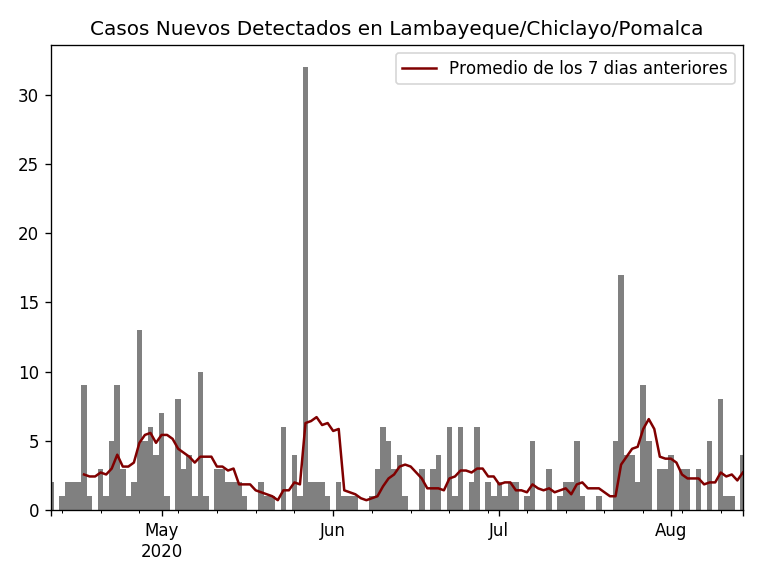 Casos Nuevos Detectados en Lambayeque/Chiclayo/Pomalca
Promedio de los 7 dias anteriores
30
25
20
15
10
5
0
May
2020
Jun
Jul
Aug